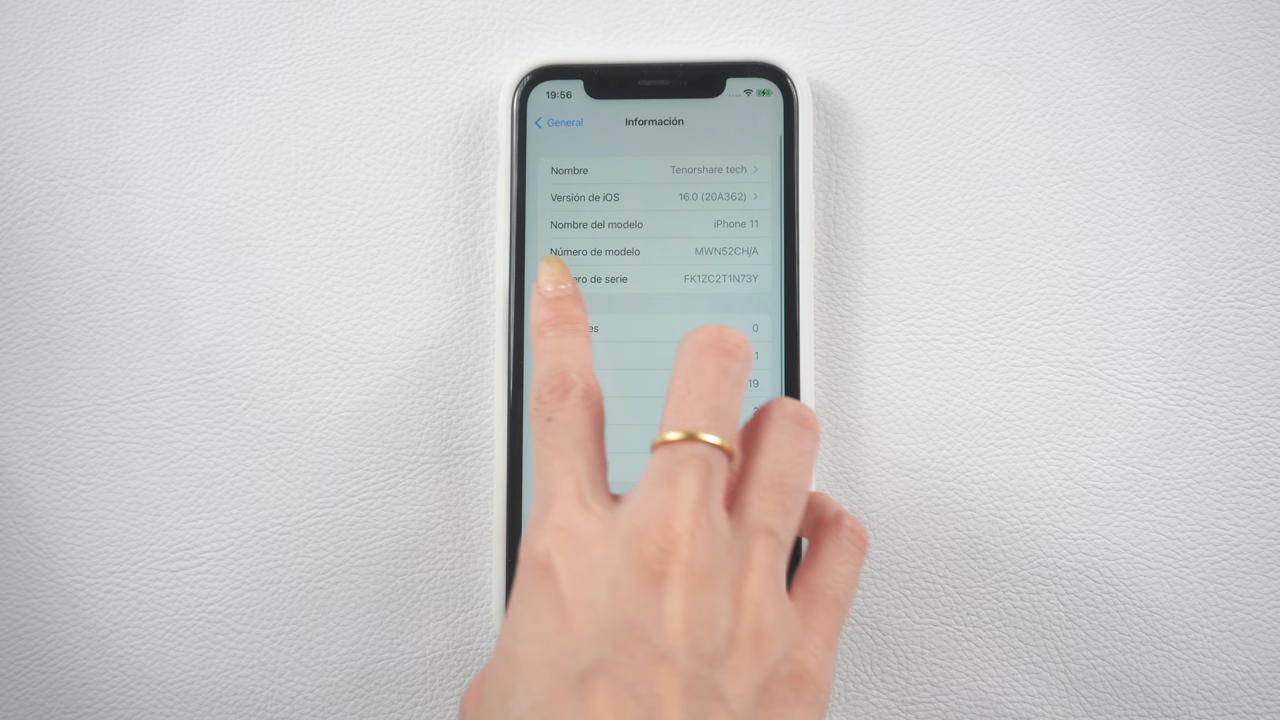 19:56
General
Información
Nombre Tenorshare tech
Versión de iOS 16.0 (20A362)
Nombre del modelo iPhone 11
Número de modelo MWN52CH/A
de serie FK1ZC2T1N73Y
0
1
19